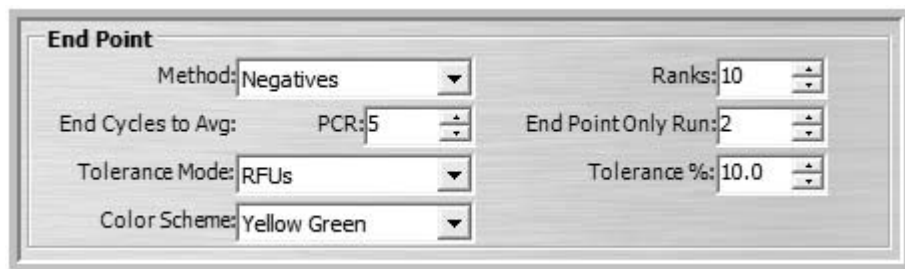 End Point
Method: Negatives Ranks: 10
End Cycles to Avg: PCR: 5 End Point Only Run: 2
Tolerance Mode: RFUs Tolerance %: 10.0
Color Scheme: Yellow Green